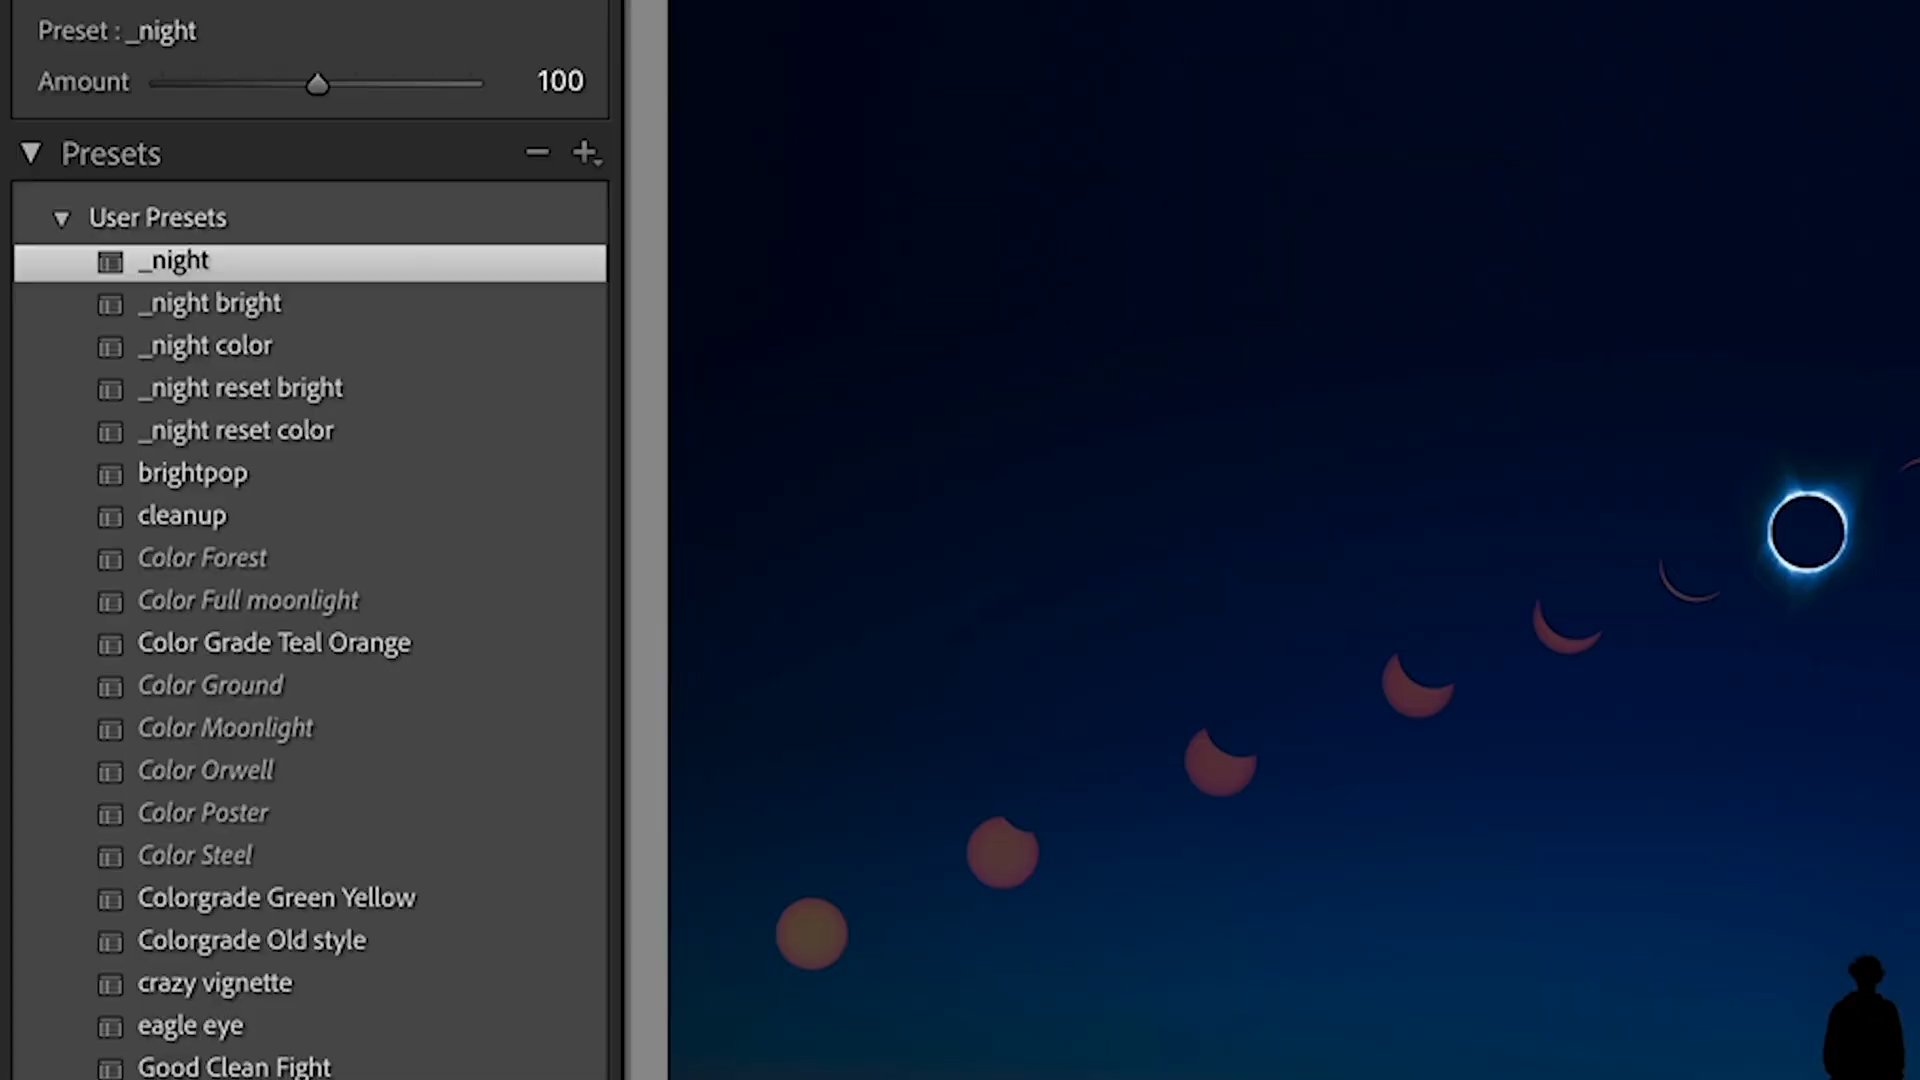 Preset : _night
Amount 100
Presets
User Presets
_night
_night bright
_night color
_night reset bright
_night reset color
brightpop
cleanup
Color Forest
Color Full moonlight
Color Grade Teal Orange
Color Ground
Color Moonlight
Color Orwell
Color Poster
Color Steel
Colorgrade Green Yellow
Colorgrade Old style
crazy vignette
eagle eye
Good Clean Fight